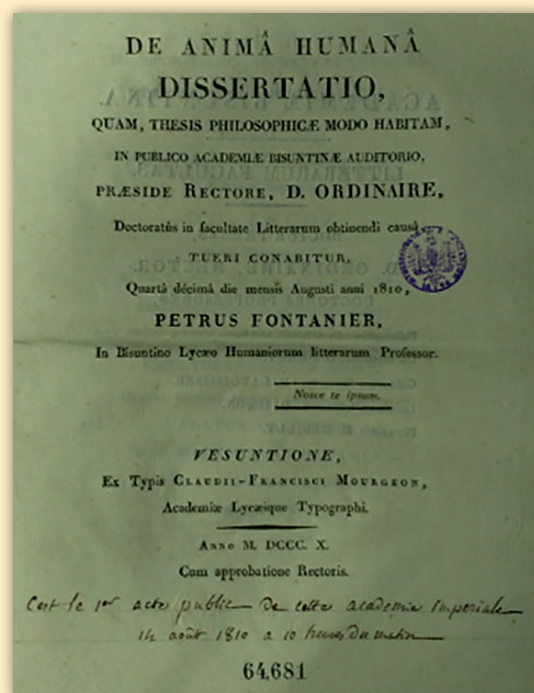 DE ANIMÂ HUMANÂ
DISSERTATIO,
QUAM, THESIS PHILOSOPHICÆ MODO HABITAM,
IN PUBLICO ACADEMIÆ BISUNTINÆ AUDITORIO,
PRÆSIDE RECTORE, D. ORDINAIRE,
Doctoratûs in facultate Litterarum obtinendi causâ,
TUERI CONABITUR,
Quartâ décimâ die mensis Augusti anni 1810,
PETRUS FONTANIER,
In Bisuntino Lycæo Humaniorum litterarum Professor.
Nosce te ipsum.
VESUNTIONE,
Ex Typis CLAUDII-FRANCISCI MOURGEON,
Academiæ Lycæique Typographi.
ANNO M. DCCC. X.
Cum approbatione Rectoris.
C'est le 1er acte public de cette académie Impériale
14 août 1810 a 10 heures du matin
64,681